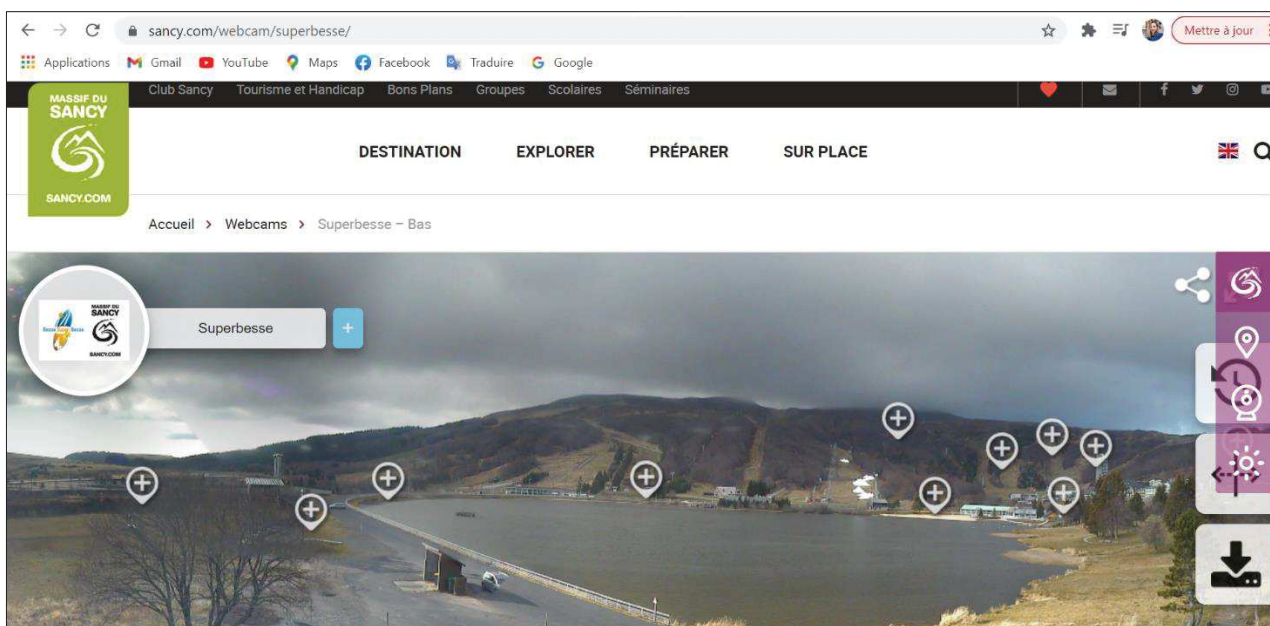 sancy.com/webcam/superbesse/
Mettre à jour
Applications Gmail YouTube Maps Facebook Traduire Google
MASSIF DU
SANCY
SANCY.COM
Club Sancy Tourisme et Handicap Bons Plans Groupes Scolaires Séminaires
DESTINATION EXPLORER PRÉPARER SUR PLACE
Accueil > Webcams > Superbesse – Bas
MASSIF DU
SANCY
SANCY.COM
Superbesse +